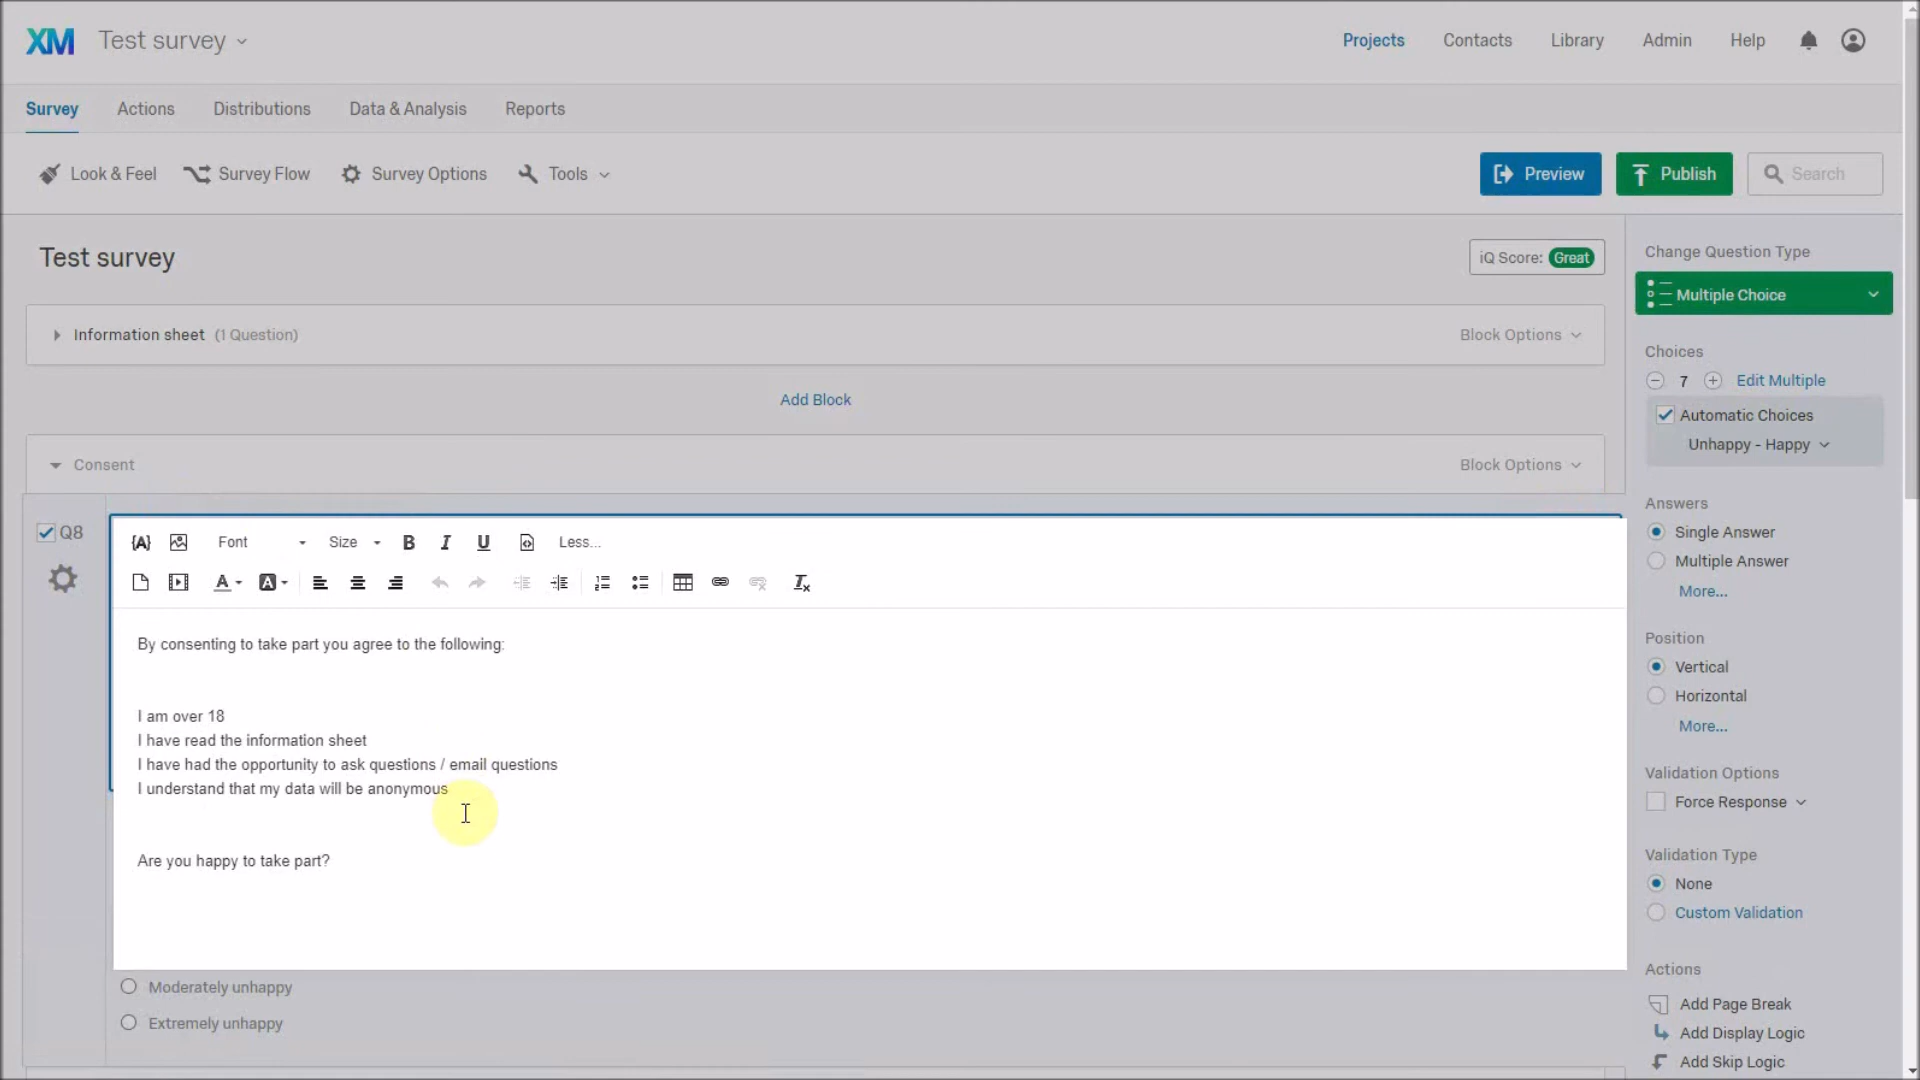 XM Test survey Projects Contacts Library Admin Help
Survey Actions Distributions Data & Analysis Reports
Look & Feel Survey Flow Survey Options Tools Preview Publish Search
Test survey iQ Score: Great
Information sheet (1 Question) Block Options
Add Block
Consent Block Options
Q8
{A} Font Size B I U Less...
A A
By consenting to take part you agree to the following:
I am over 18
I have read the information sheet
I have had the opportunity to ask questions / email questions
I understand that my data will be anonymous
Are you happy to take part?
Moderately unhappy
Extremely unhappy
Change Question Type
Multiple Choice
Choices
7 Edit Multiple
Automatic Choices
Unhappy - Happy
Answers
Single Answer
Multiple Answer
More...
Position
Vertical
Horizontal
More...
Validation Options
Force Response
Validation Type
None
Custom Validation
Actions
Add Page Break
Add Display Logic
Add Skip Logic